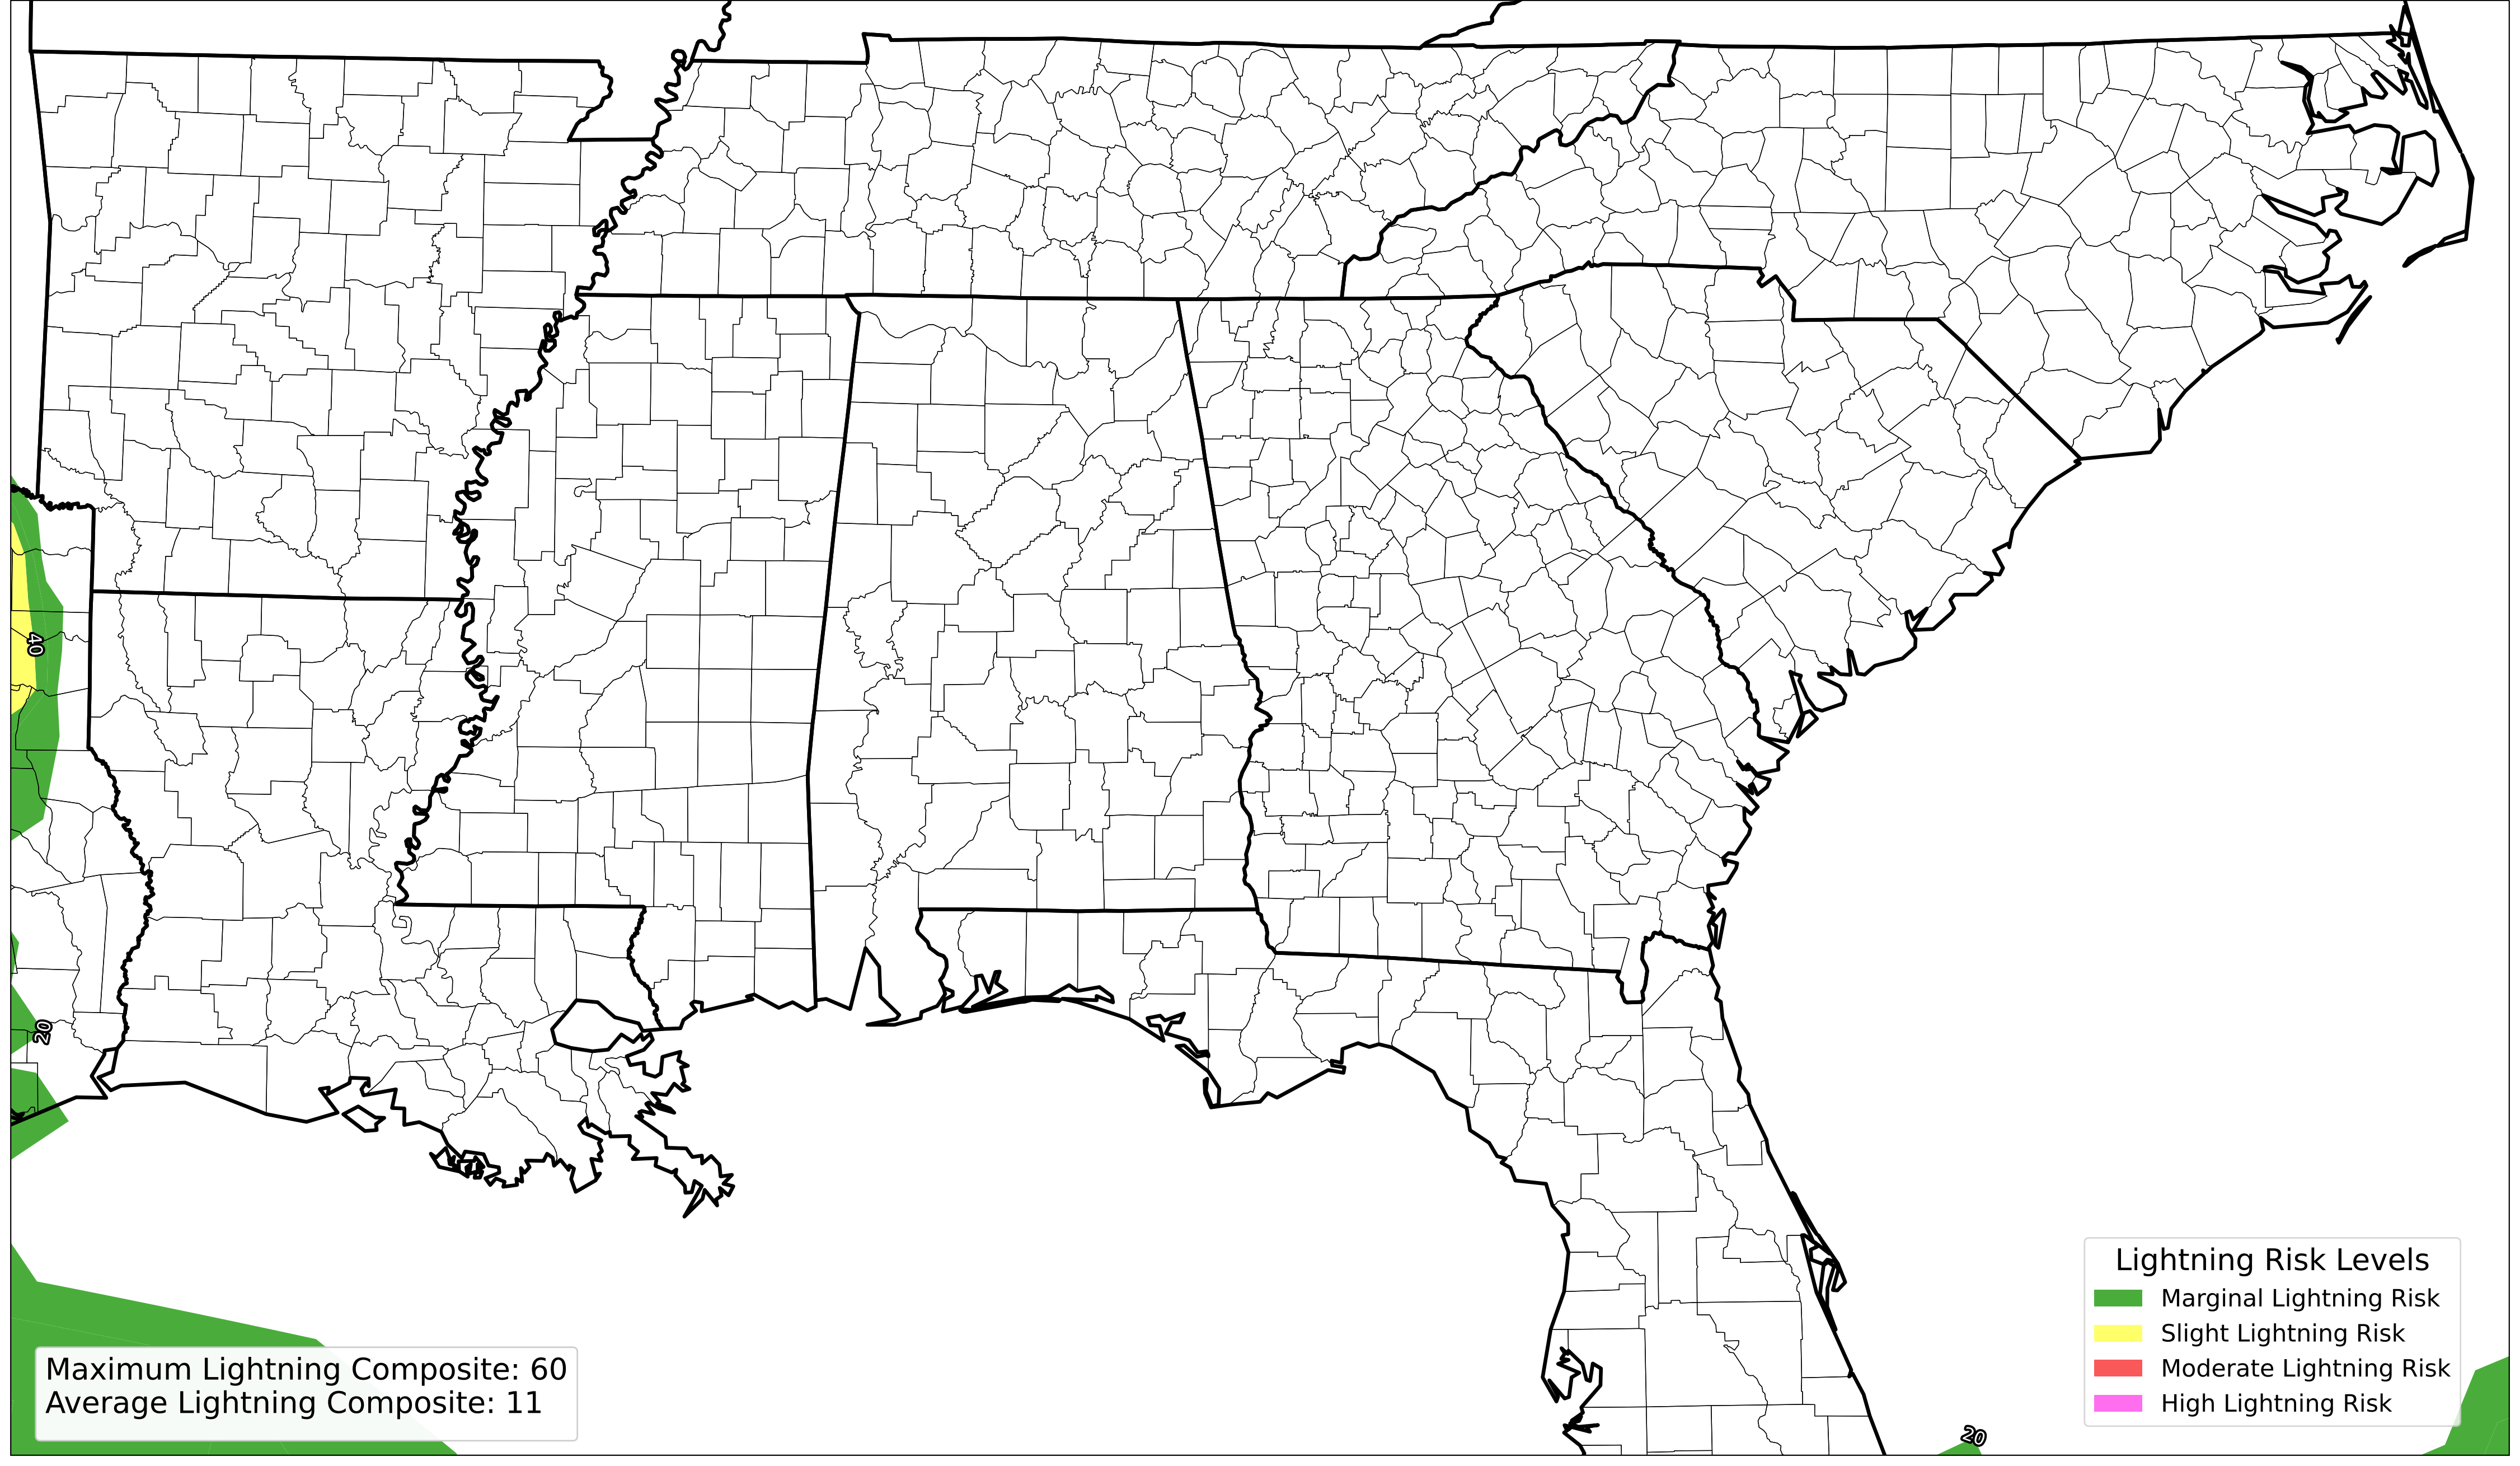 40
20
Maximum Lightning Composite: 60
Average Lightning Composite: 11
20
Lightning Risk Levels
Marginal Lightning Risk
Slight Lightning Risk
Moderate Lightning Risk
High Lightning Risk